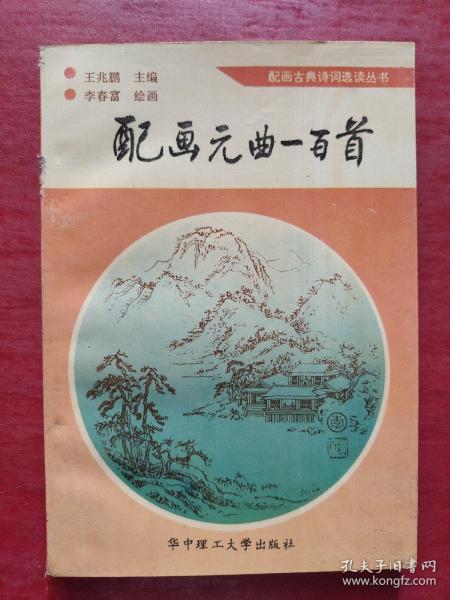 王兆鹏 主编
李春富 绘画
配画古典诗词选读丛书
配画元曲一百首
华中理工大学出版社
孔夫子旧书网
www.kongfz.com